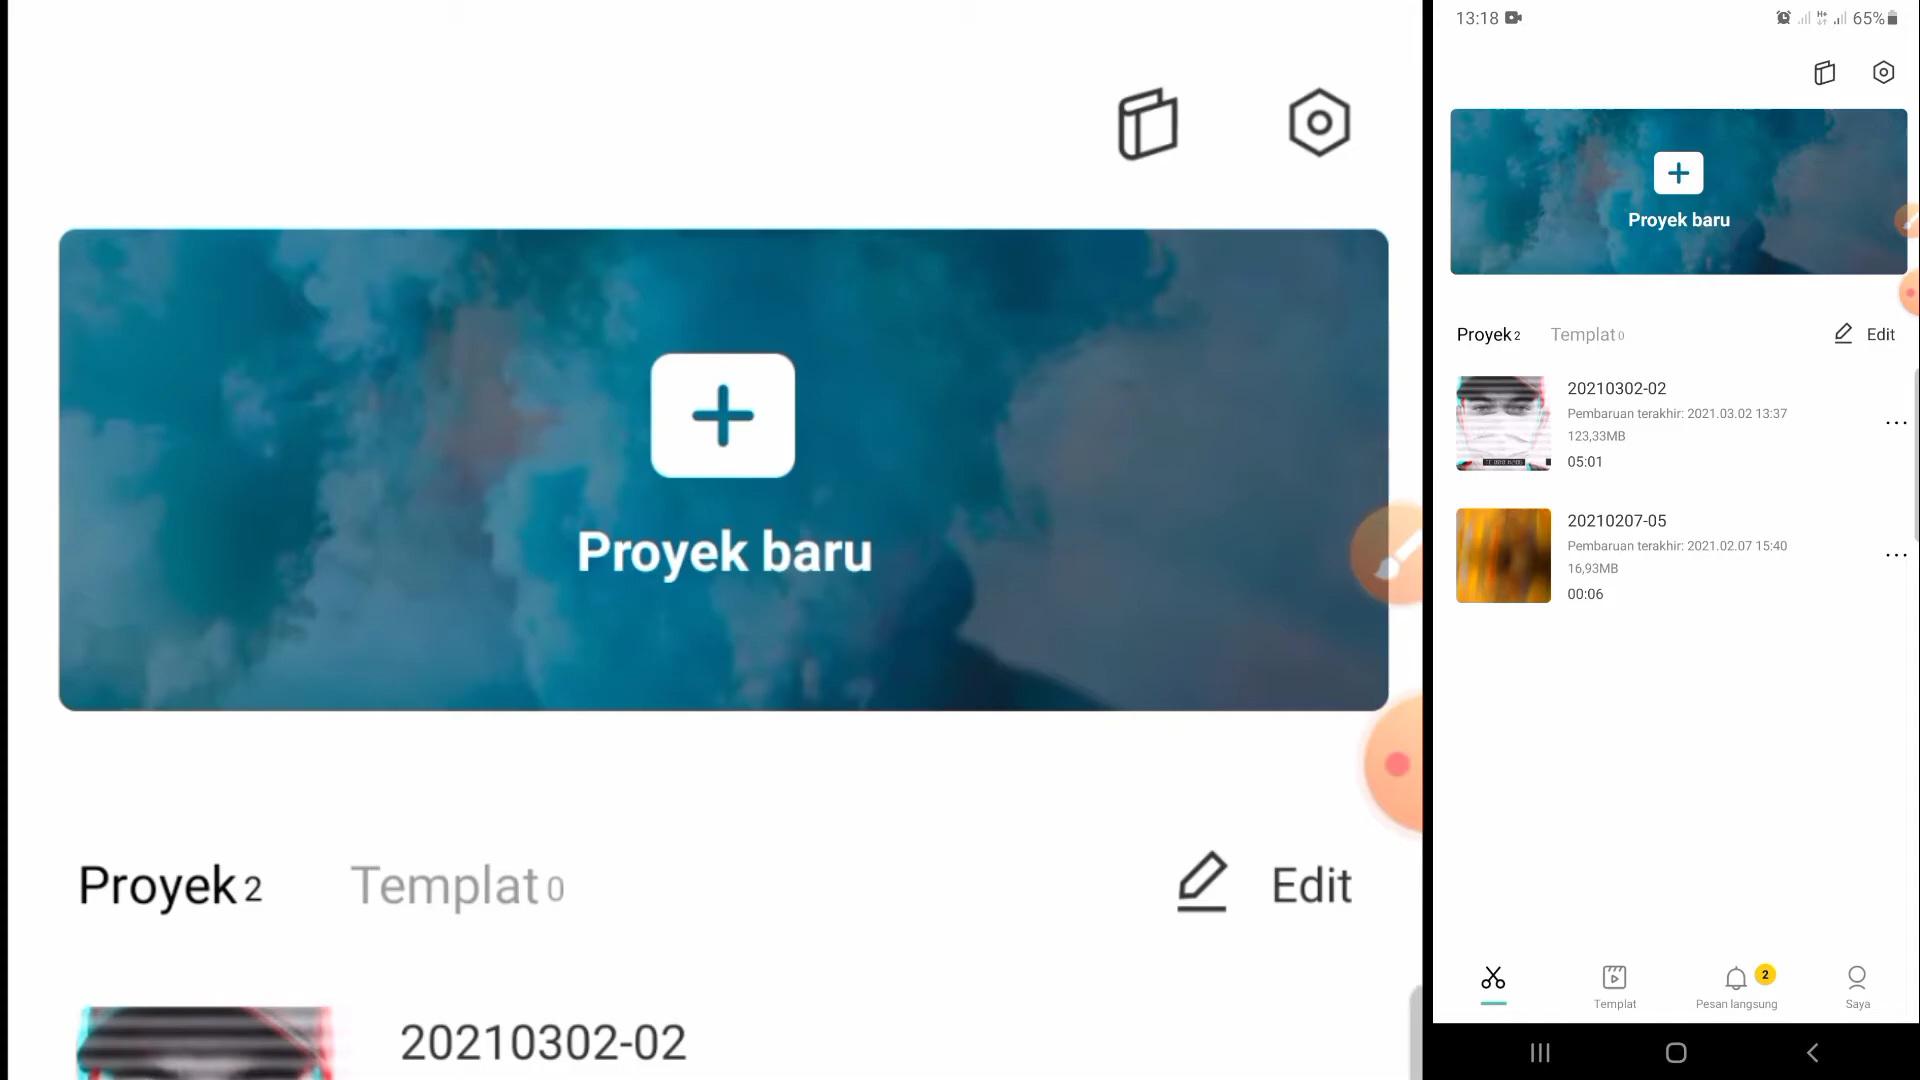 Proyek baru
Proyek 2
Templat 0
Edit
20210302-02
13:18
65%
Proyek baru
Proyek 2
Templat 0
Edit
20210302-02
Pembaruan terakhir: 2021.03.02 13:37
123,33MB
05:01
20210207-05
Pembaruan terakhir: 2021.02.07 15:40
16,93MB
00:06
2
Templat
Pesan langsung
Saya